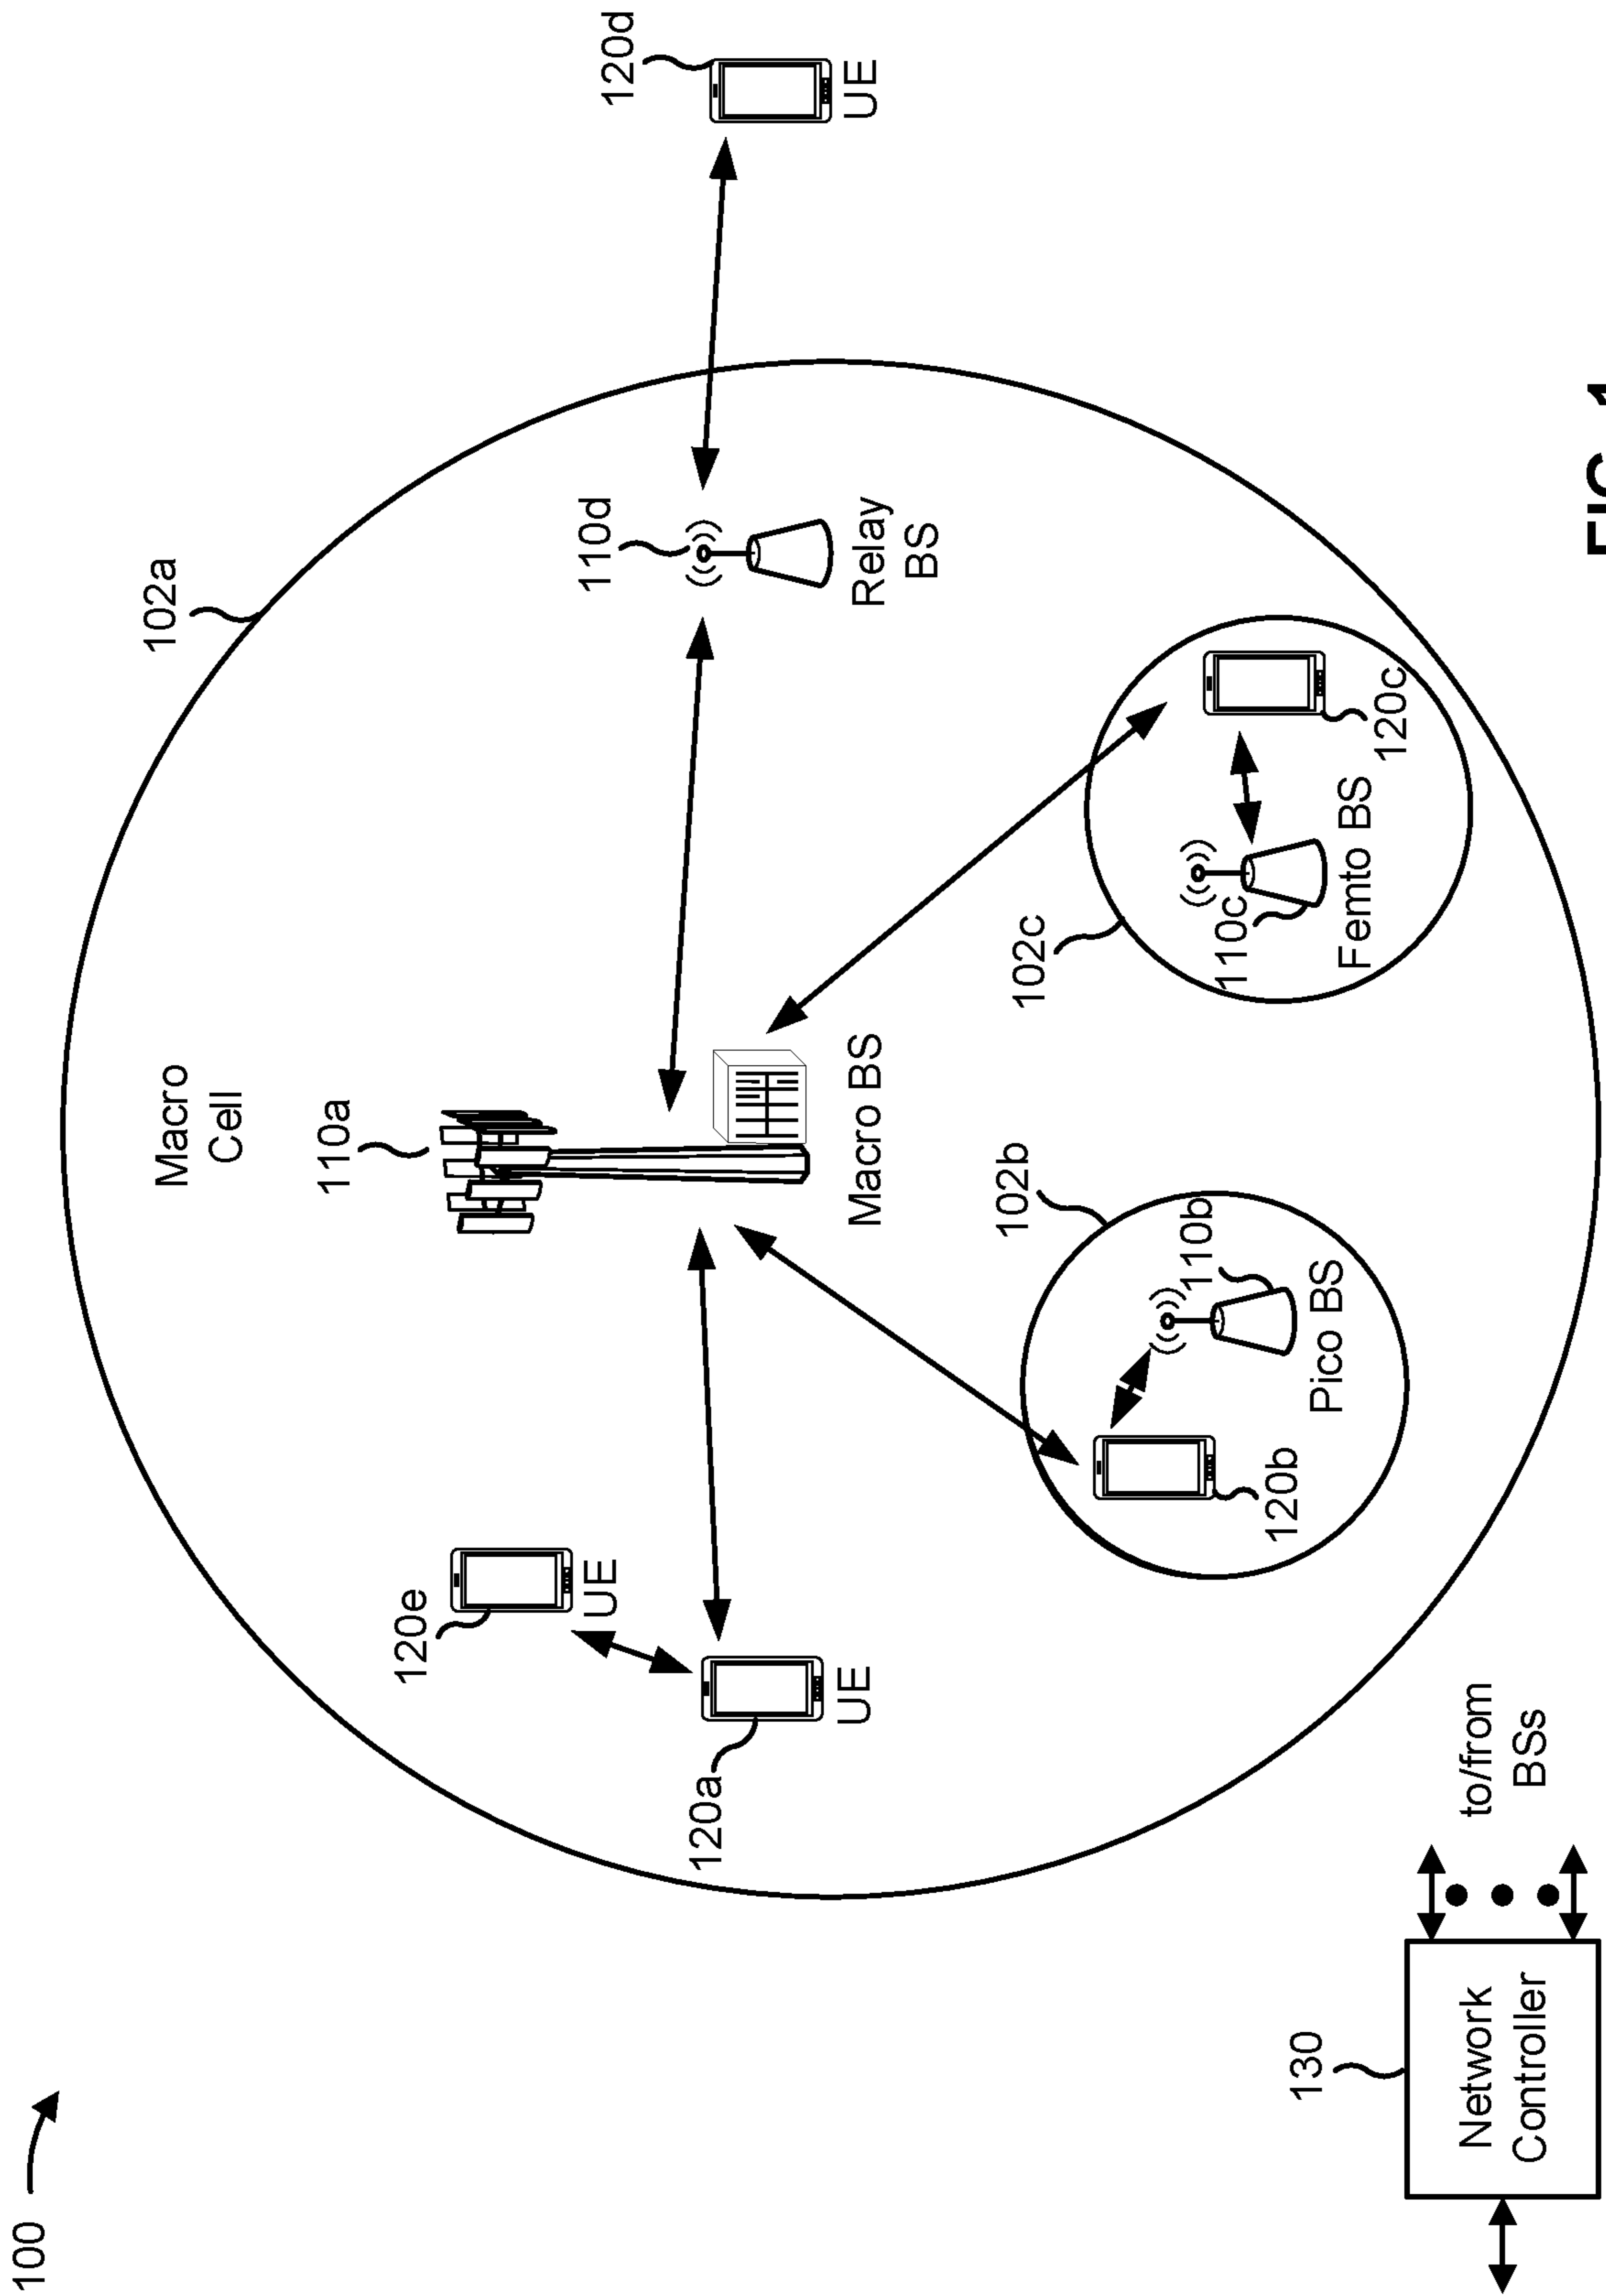 100
102a
Macro
Cell
110a
120e
UE
110d
120d
UE
120a
UE
Macro BS
Relay
BS
102b
102c
110b
110c
120b
Pico BS
Femto BS
120c
130
Network
Controller
to/from
BSs